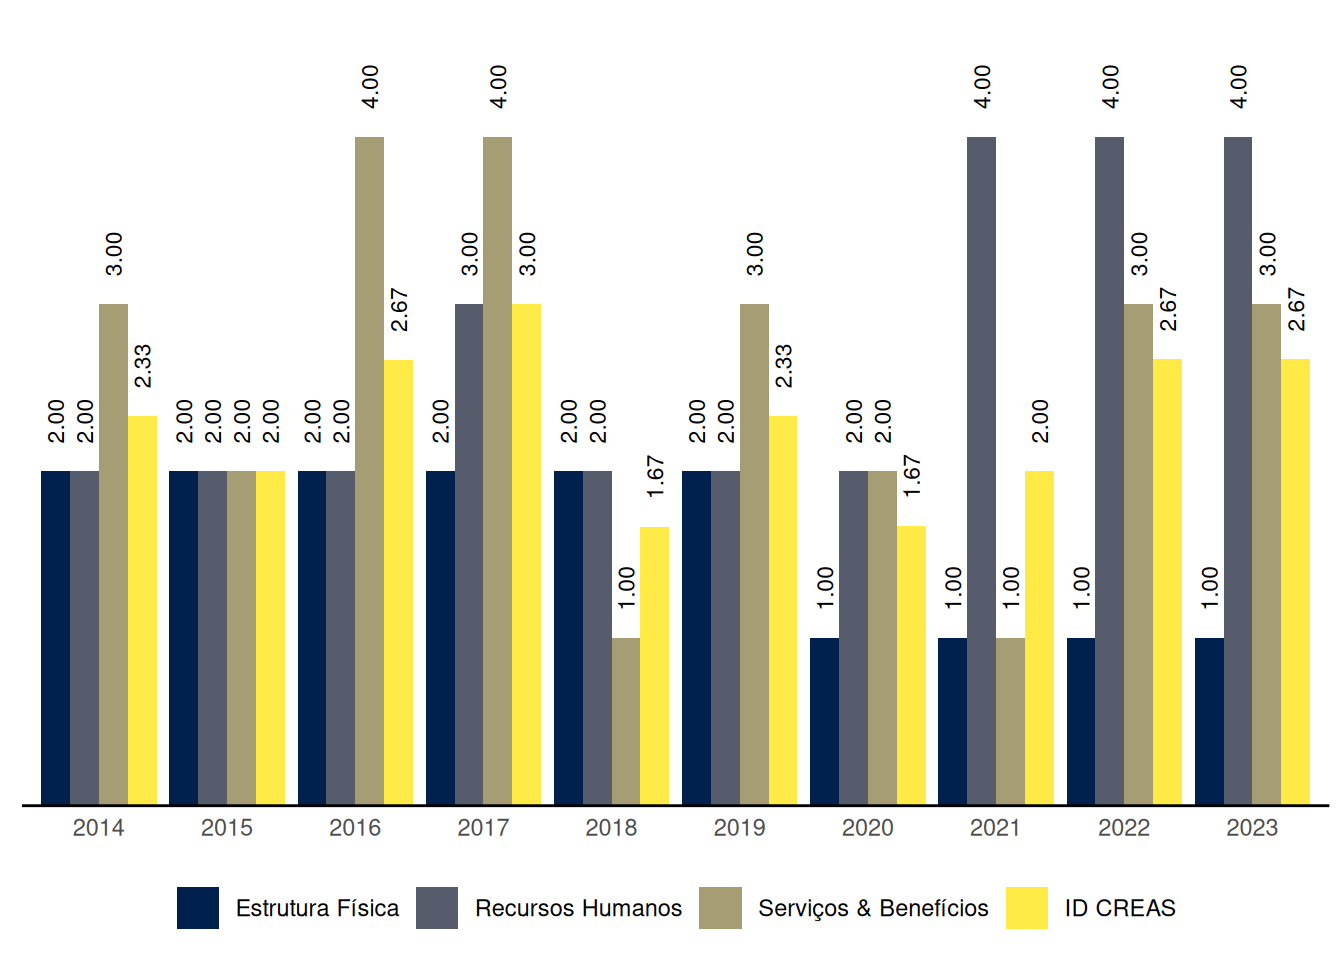 4.00 4.00 4.00 4.00 4.00
3.00 3.00 3.00 3.00 3.00 3.00
2.67 2.67 2.67
2.33 2.33
2.00 2.00 2.00 2.00 2.00 2.00 2.00 2.00 2.00 2.00 2.00 2.00 2.00 2.00 2.00 2.00
1.67 1.67
1.00 1.00 1.00 1.00 1.00 1.00
2014 2015 2016 2017 2018 2019 2020 2021 2022 2023
Estrutura Física Recursos Humanos Serviços & Benefícios ID CREAS